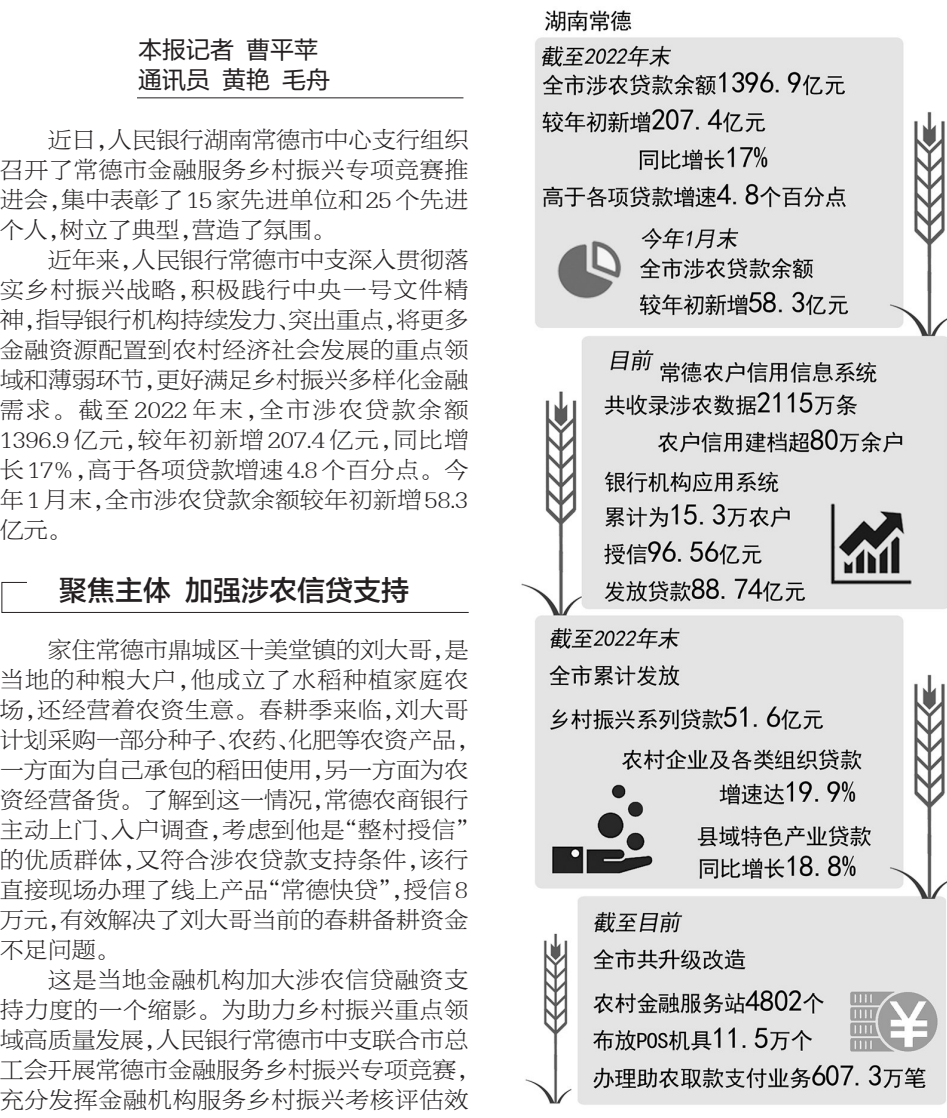 本报记者 曹平苹
通讯员 黄艳 毛舟
近日,人民银行湖南常德市中心支行组织
召开了常德市金融服务乡村振兴专项竞赛推
进会,集中表彰了15家先进单位和25个先进
个人,树立了典型,营造了氛围。
近年来,人民银行常德市中支深入贯彻落
实乡村振兴战略,积极践行中央一号文件精
神,指导银行机构持续发力、突出重点,将更多
金融资源配置到农村经济社会发展的重点领
域和薄弱环节,更好满足乡村振兴多样化金融
需求。截至2022年末,全市涉农贷款余额
1396.9亿元,较年初新增207.4亿元,同比增
长17%,高于各项贷款增速4.8个百分点。今
年1月末,全市涉农贷款余额较年初新增58.3
亿元。
聚焦主体 加强涉农信贷支持
家住常德市鼎城区十美堂镇的刘大哥,是
当地的种粮大户,他成立了水稻种植家庭农
场,还经营着农资生意。春耕季来临,刘大哥
计划采购一部分种子、农药、化肥等农资产品,
一方面为自己承包的稻田使用,另一方面为农
资经营备货。了解到这一情况,常德农商银行
主动上门、入户调查,考虑到他是“整村授信”
的优质群体,又符合涉农贷款支持条件,该行
直接现场办理了线上产品“常德快贷”,授信8
万元,有效解决了刘大哥当前的春耕备耕资金
不足问题。
这是当地金融机构加大涉农信贷融资支
持力度的一个缩影。为助力乡村振兴重点领
域高质量发展,人民银行常德市中支联合市总
工会开展常德市金融服务乡村振兴专项竞赛,
充分发挥金融机构服务乡村振兴考核评估效
湖南常德
截至2022年末
全市涉农贷款余额1396.9亿元
较年初新增207.4亿元
同比增长17%
高于各项贷款增速4.8个百分点
今年1月末
全市涉农贷款余额
较年初新增58.3亿元
目前 常德农户信用信息系统
共收录涉农数据2115万条
农户信用建档超80万余户
银行机构应用系统
累计为15.3万农户
授信96.56亿元
发放贷款88.74亿元
截至2022年末
全市累计发放
乡村振兴系列贷款51.6亿元
农村企业及各类组织贷款
增速达19.9%
县域特色产业贷款
同比增长18.8%
截至目前
全市共升级改造
农村金融服务站4802个
布放POS机具11.5万个
办理助农取款支付业务607.3万笔
¥